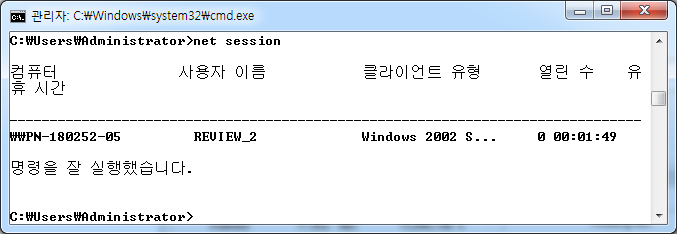 관리자: C:₩Windows₩system32₩cmd.exe
C:₩Users₩Administrator>net session
컴퓨터 사용자 이름 클라이언트 유형 열린 수 유
휴 시간
-------------------------------------------------------------------------------
₩₩PN-180252-05 REVIEW_2 Windows 2002 S... 0 00:01:49
명령을 잘 실행했습니다.
C:₩Users₩Administrator>